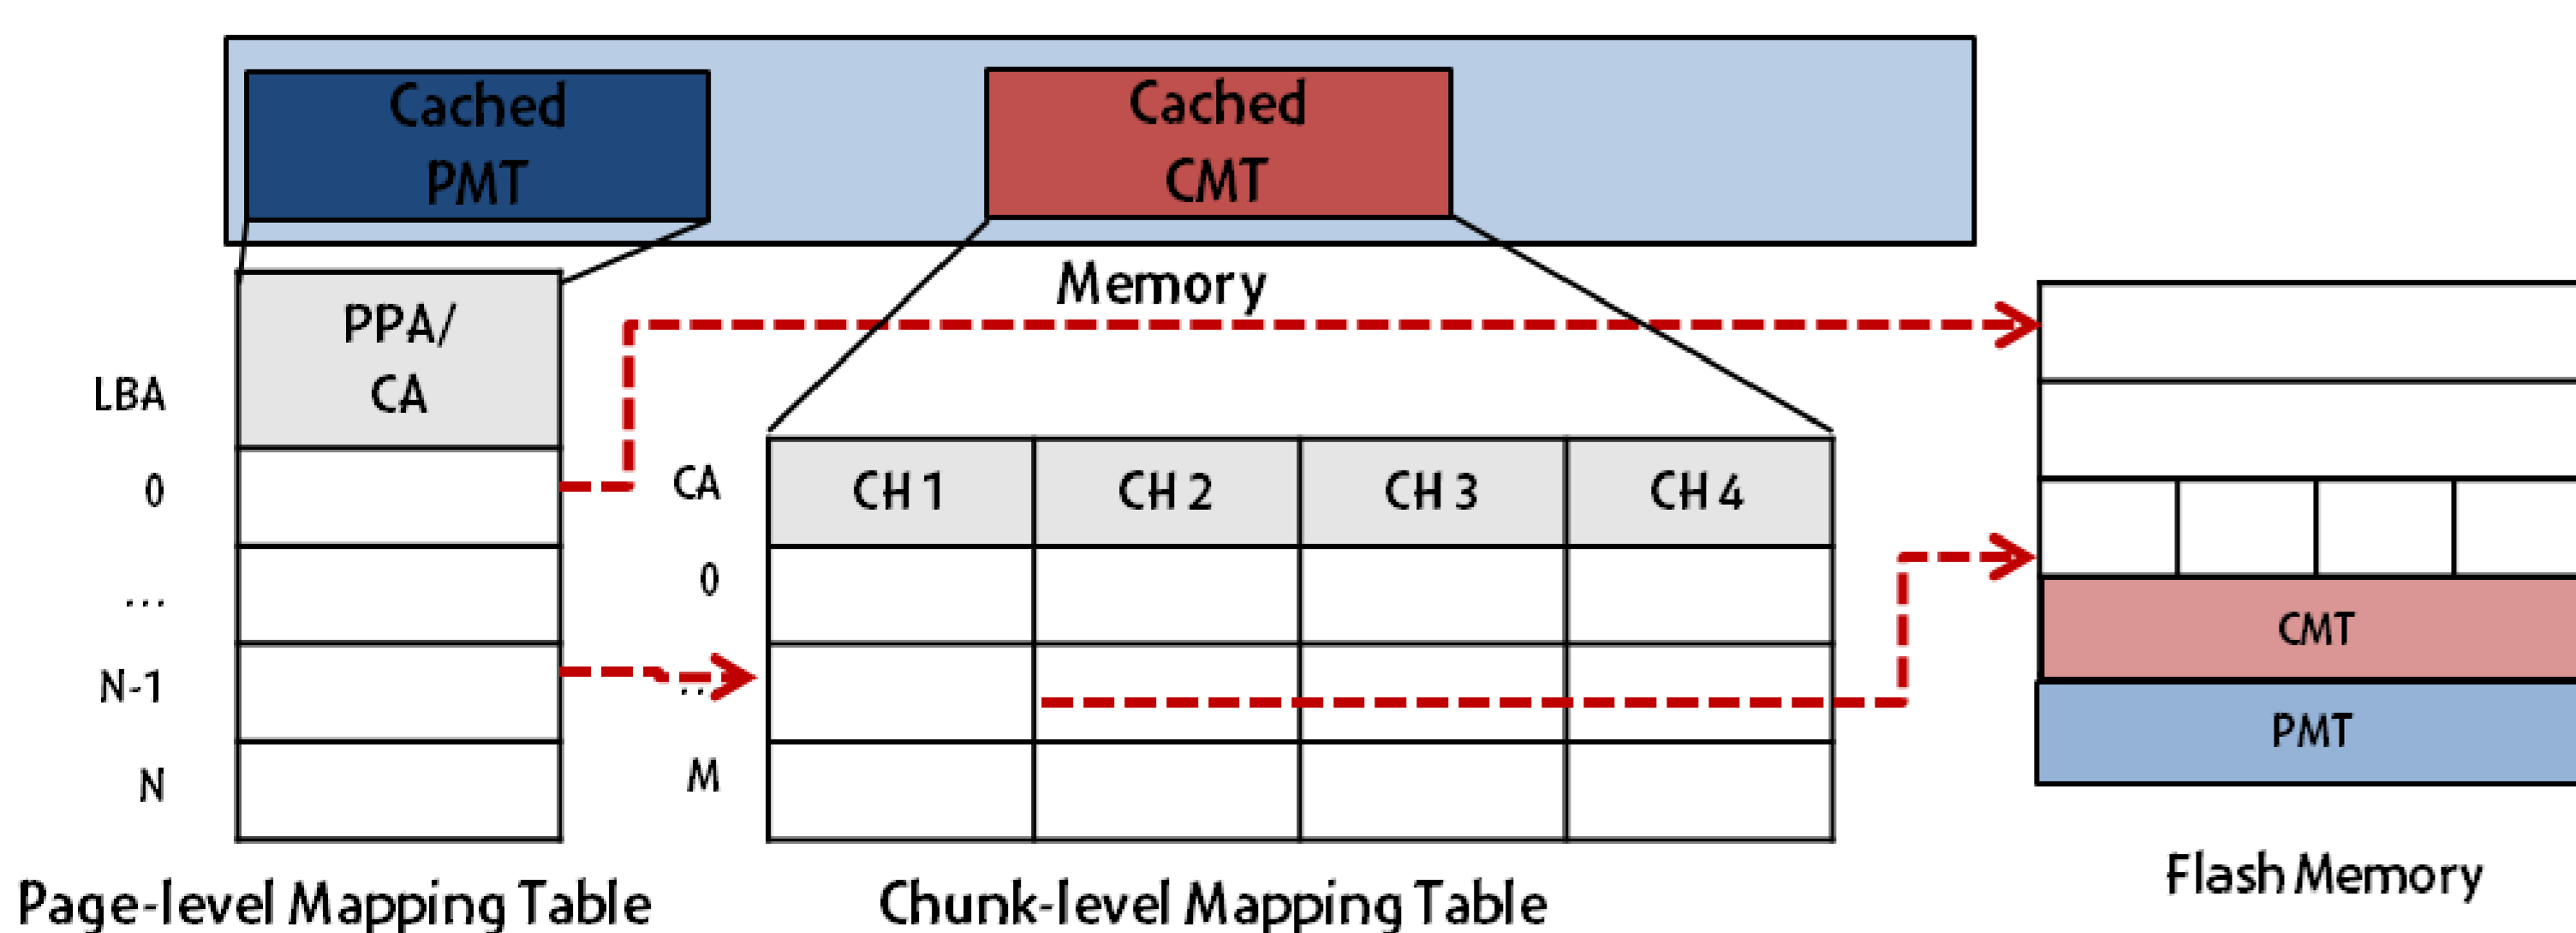 Cached
PMT
Cached
CMT
Memory
PPA/
CA
LBA
0
...
N-1
N
CA
CH 1
CH 2
CH 3
CH 4
0
...
M
CMT
PMT
Page-level Mapping Table
Chunk-level Mapping Table
Flash Memory